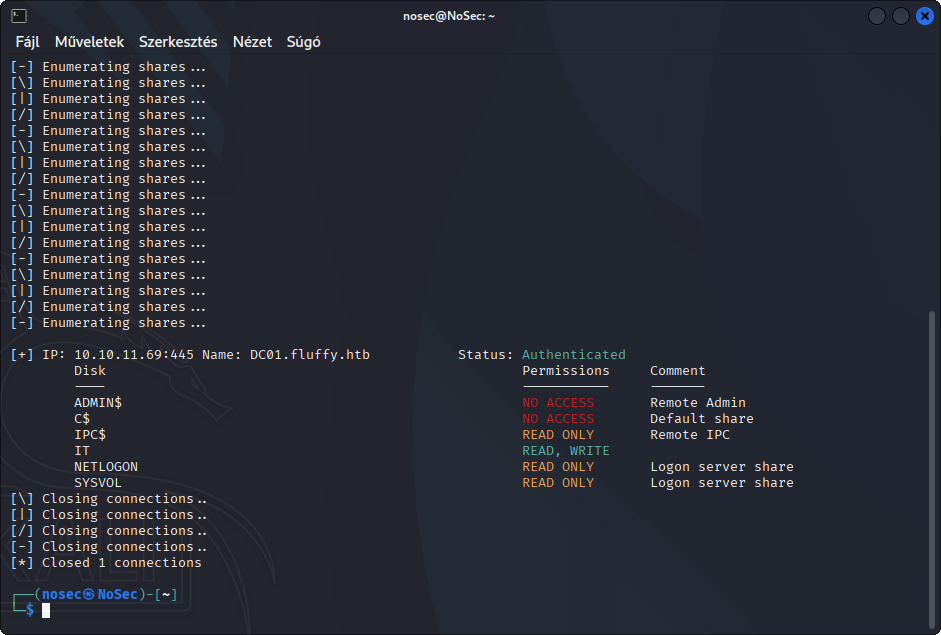 nosec@NoSec: ~
Fájl Műveletek Szerkesztés Nézet Súgó
[-] Enumerating shares...
[\] Enumerating shares...
[|] Enumerating shares...
[/] Enumerating shares...
[-] Enumerating shares...
[\] Enumerating shares...
[|] Enumerating shares...
[/] Enumerating shares...
[-] Enumerating shares...
[\] Enumerating shares...
[|] Enumerating shares...
[/] Enumerating shares...
[-] Enumerating shares...
[\] Enumerating shares...
[|] Enumerating shares...
[/] Enumerating shares...
[-] Enumerating shares...
[+] IP: 10.10.11.69:445 Name: DC01.fluffy.htb Status: Authenticated
Disk Permissions Comment
---- ----------- -------
ADMIN$ NO ACCESS Remote Admin
C$ NO ACCESS Default share
IPC$ READ ONLY Remote IPC
IT READ, WRITE
NETLOGON READ ONLY Logon server share
SYSVOL READ ONLY Logon server share
[\] Closing connections..
[|] Closing connections..
[/] Closing connections..
[-] Closing connections..
[*] Closed 1 connections
┌──(nosec㉿NoSec)-[~]
└─$